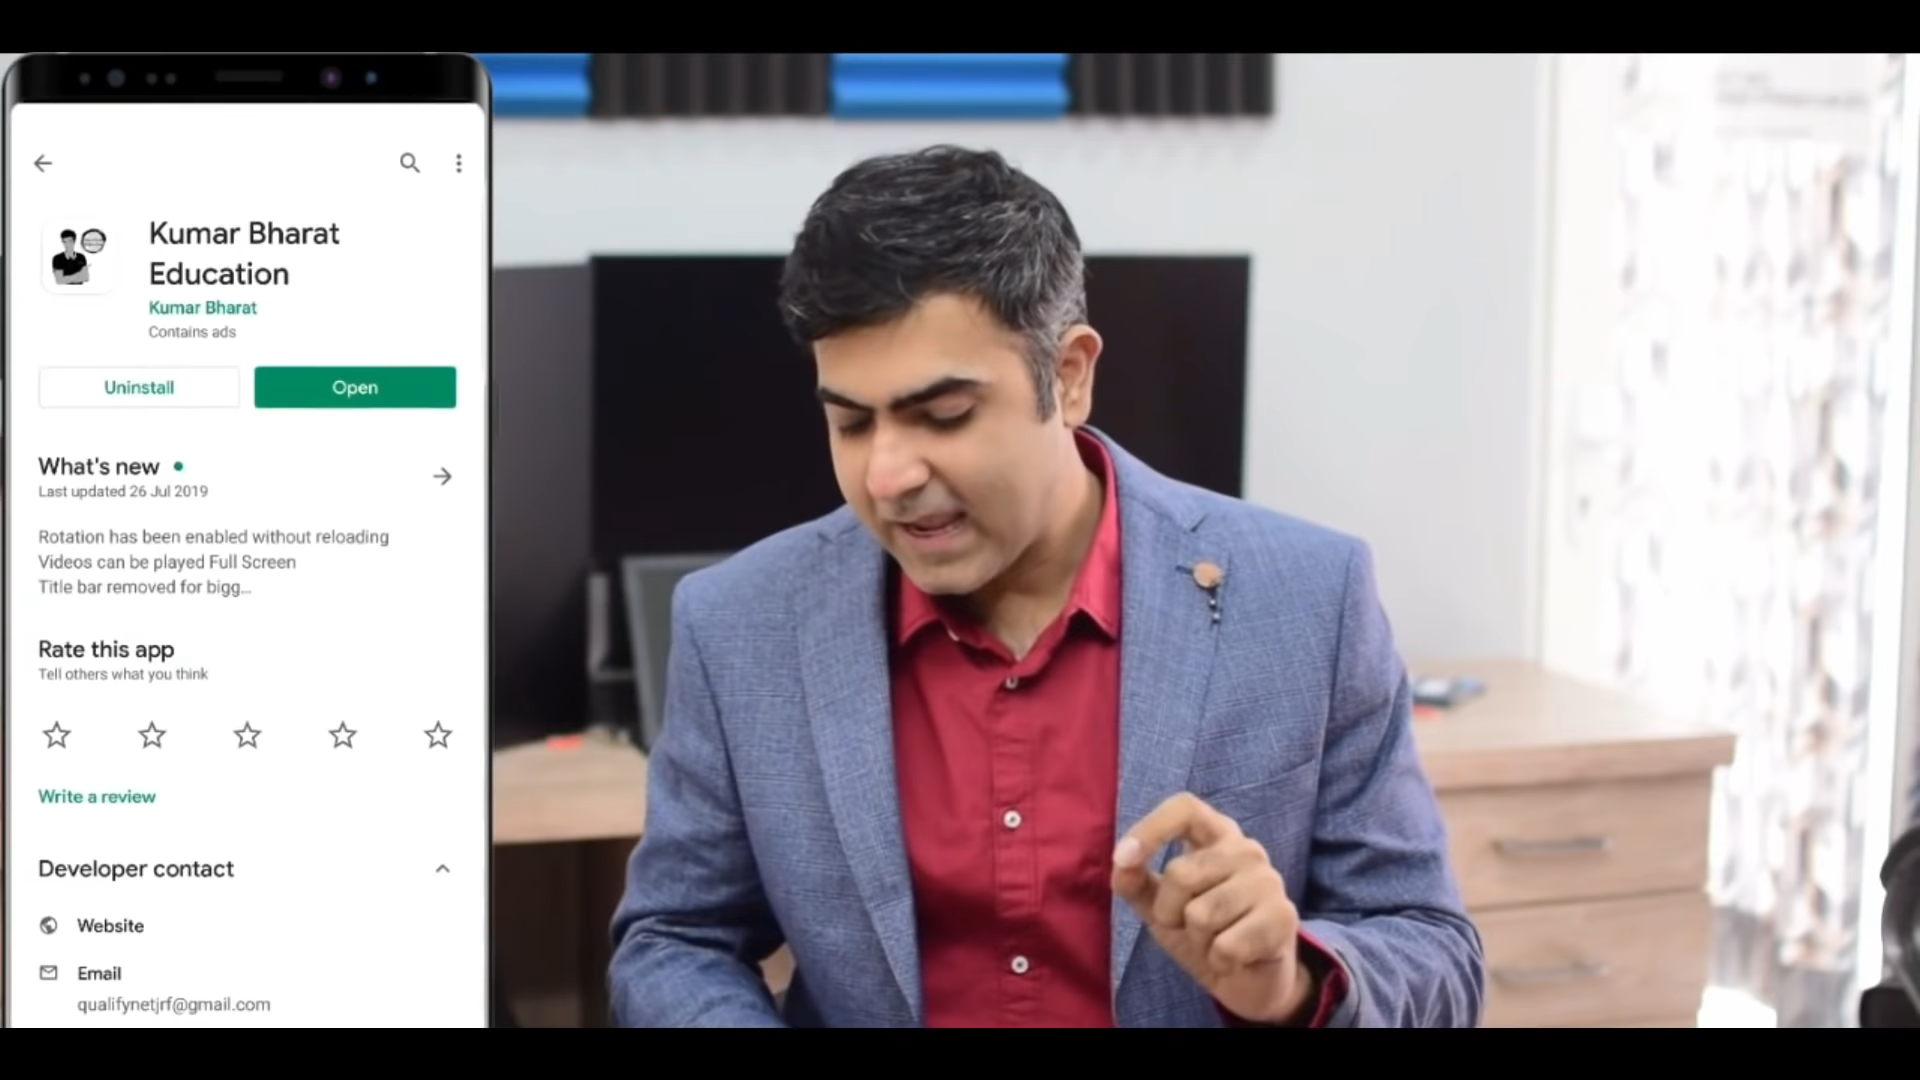 Kumar Bharat
Education
Kumar Bharat
Contains ads
Uninstall
Open
What's new
Last updated 26 Jul 2019
Rotation has been enabled without reloading
Videos can be played Full Screen
Title bar removed for bigg...
Rate this app
Tell others what you think
Write a review
Developer contact
Website
Email
qualifynetjrf@gmail.com